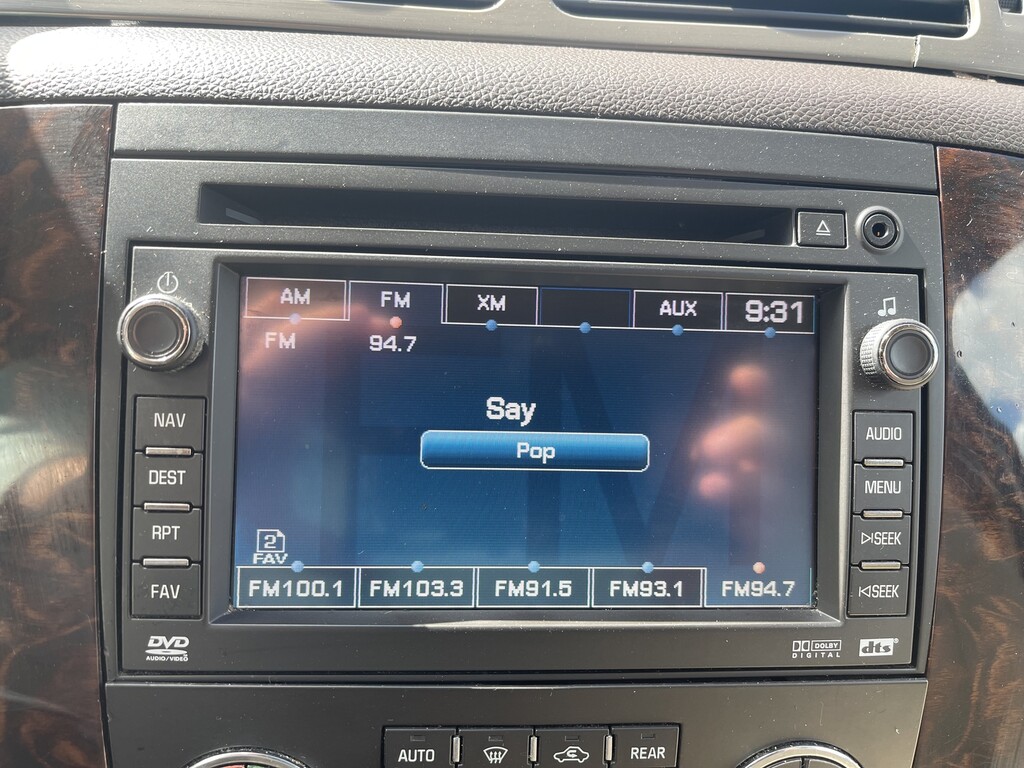 AM FM XM AUX 9:31
FM 94.7
Say
Pop
2
FAV
FM100.1 FM103.3 FM91.5 FM93.1 FM94.7
NAV
DEST
RPT
FAV
AUDIO
MENU
SEEK
SEEK
DVD
AUDIO/VIDEO
DOLBY
DIGITAL
dts
AUTO REAR